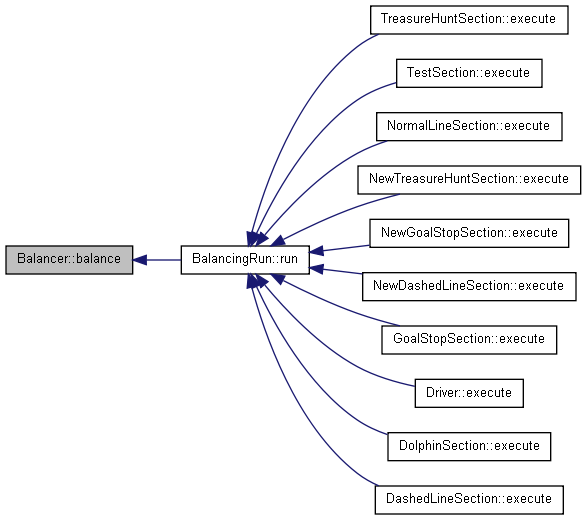 Balancer::balance
BalancingRun::run
TreasureHuntSection::execute
TestSection::execute
NormalLineSection::execute
NewTreasureHuntSection::execute
NewGoalStopSection::execute
NewDashedLineSection::execute
GoalStopSection::execute
Driver::execute
DolphinSection::execute
DashedLineSection::execute